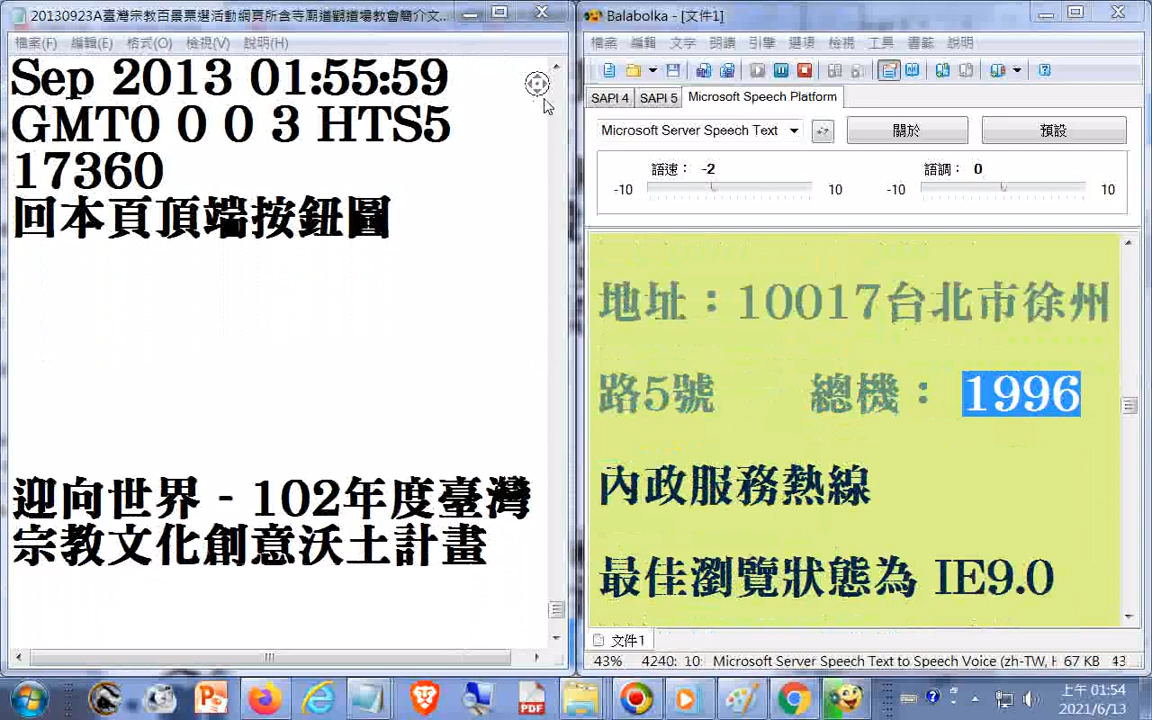 20130923A臺灣宗教百景票選活動網頁所含寺廟道觀道場教會簡介文...
檔案(F) 編輯(E) 格式(O) 檢視(V) 說明(H)
Sep 2013 01:55:59
GMT0 0 0 3 HTS5
17360
回本頁頂端按鈕圖
迎向世界 - 102年度臺灣
宗教文化創意沃土計畫
Balabolka - [文件1]
檔案 編輯 文字 朗讀 引擎 選項 檢視 工具 書籤 說明
SAPI 4 SAPI 5 Microsoft Speech Platform
Microsoft Server Speech Text 關於 預設
語速： -2 語調： 0
-10 10 -10 10
地址：10017台北市徐州
路5號 總機： 1996
內政服務熱線
最佳瀏覽狀態為 IE9.0
文件1
43% 4240: 10: Microsoft Server Speech Text to Speech Voice (zh-TW, H 67 KB 43
上午 01:54
2021/6/13